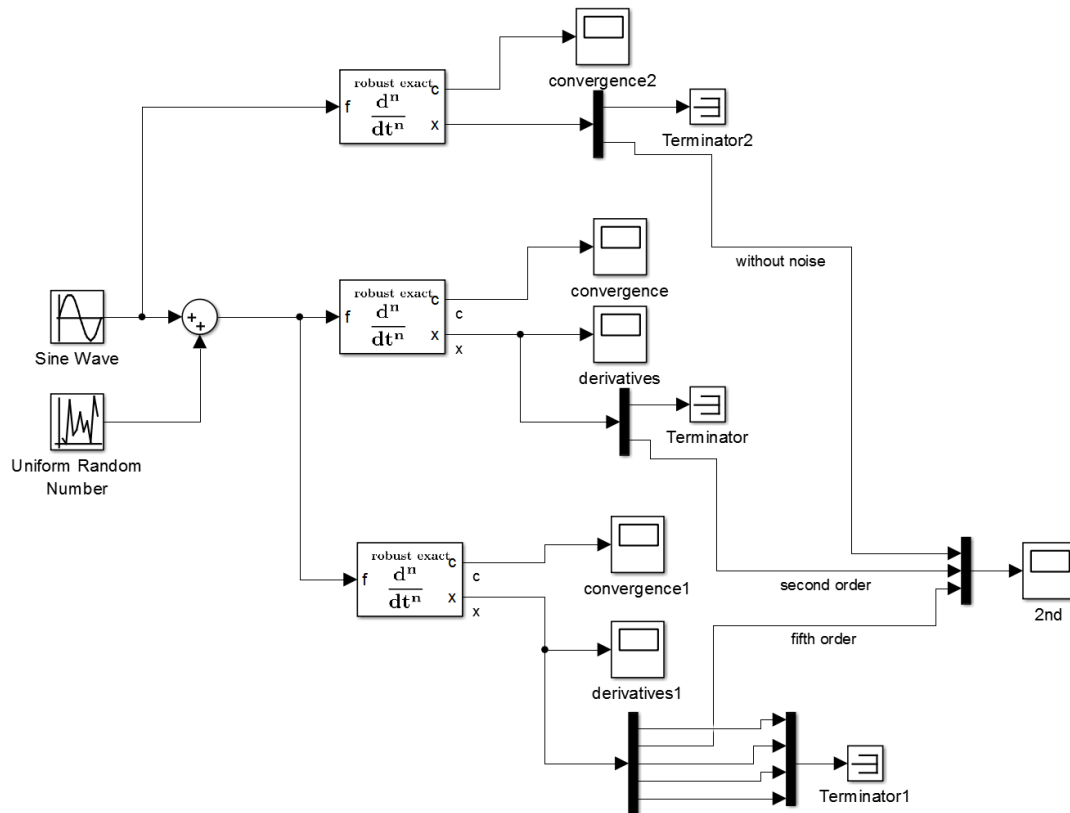 convergence2
robust exact
f
d^n
dt^n
c
x
Terminator2
without noise
convergence
robust exact
f
d^n
dt^n
c
c
x
x
derivatives
Terminator
Sine Wave
+
+
Uniform Random
Number
convergence1
robust exact
f
d^n
dt^n
c
c
x
x
derivatives1
second order
fifth order
2nd
Terminator1